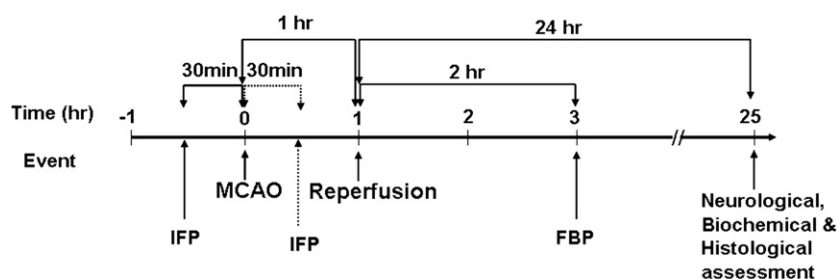 1 hr
24 hr
30min 30min
2 hr
Time (hr) -1 0 1 2 3 25
//
Event
MCAO Reperfusion
IFP IFP FBP
Neurological,
Biochemical &
Histological
assessment